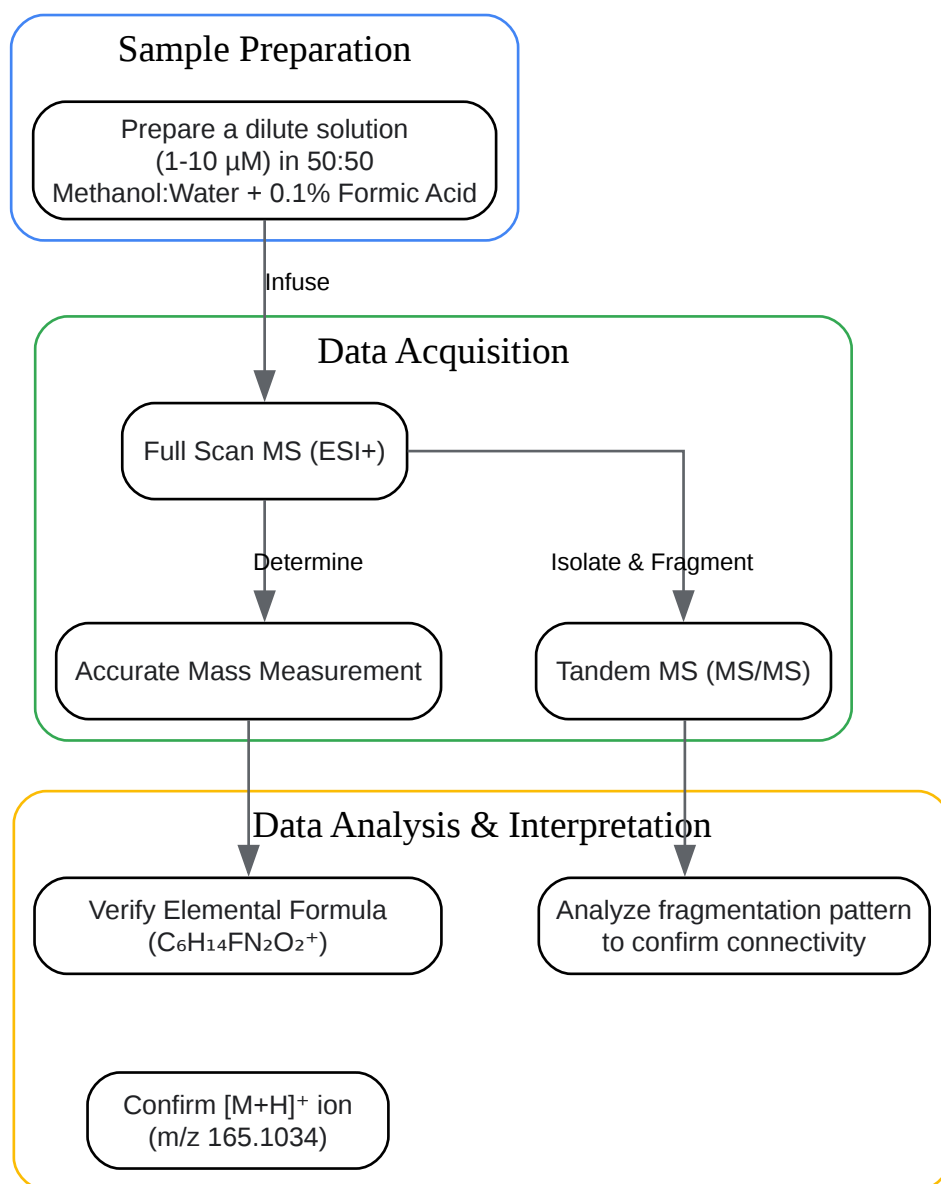 Sample Preparation
Prepare a dilute solution
(1-10 µM) in 50:50
Methanol:Water + 0.1% Formic Acid
Infuse
Data Acquisition
Full Scan MS (ESI+)
Determine
Isolate & Fragment
Accurate Mass Measurement
Tandem MS (MS/MS)
Data Analysis & Interpretation
Verify Elemental Formula
(C₆H₁₄FN₂O₂⁺)
Analyze fragmentation pattern
to confirm connectivity
Confirm [M+H]⁺ ion
(m/z 165.1034)